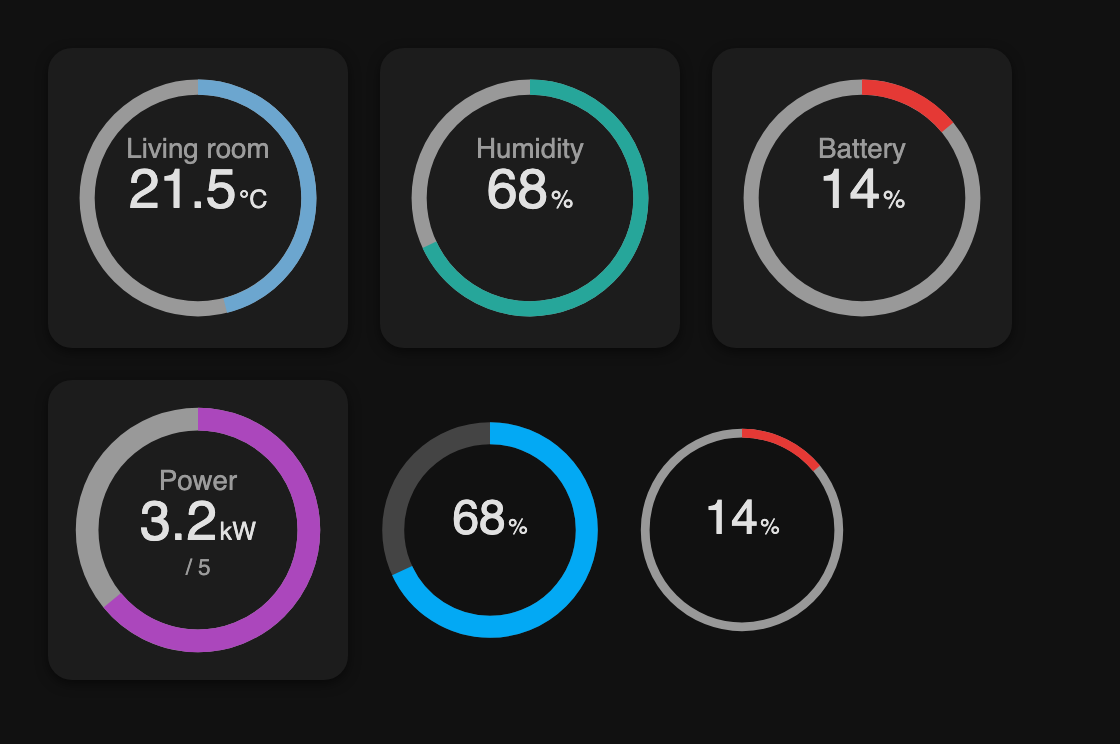 Living room
21.5°C
Humidity
68%
Battery
14%
Power
3.2kW
/ 5
68%
14%